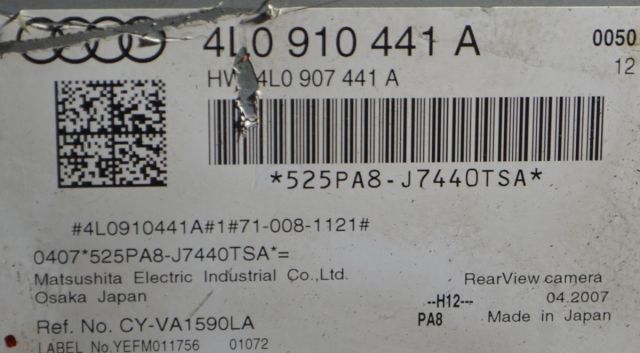 4L0 910 441 A
0050
HW 4L0 907 441 A
12
*525PA8-J7440TSA*
#4L0910441A#1#71-008-1121#
0407*525PA8-J7440TSA*=
Matsushita Electric Industrial Co.,Ltd.
Osaka Japan
RearView camera
--H12---
04.2007
PA8
Made in Japan
Ref. No. CY-VA1590LA
LABEL No.YEFM011756 01072